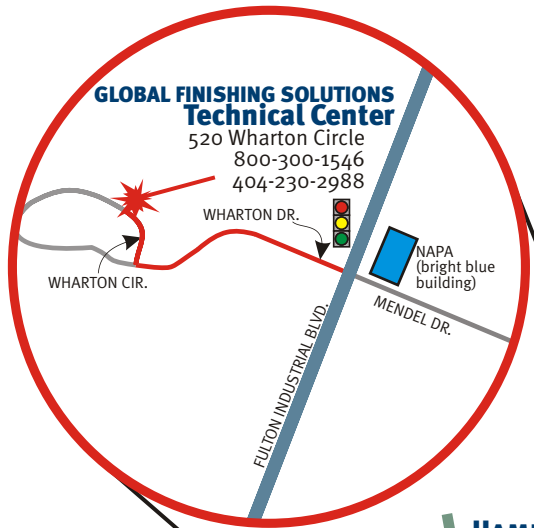 GLOBAL FINISHING SOLUTIONS
Technical Center
520 Wharton Circle
800-300-1546
404-230-2988
WHARTON DR.
NAPA
(bright blue
building)
WHARTON CIR.
MENDEL DR.
FULTON INDUSTRIAL BLVD.